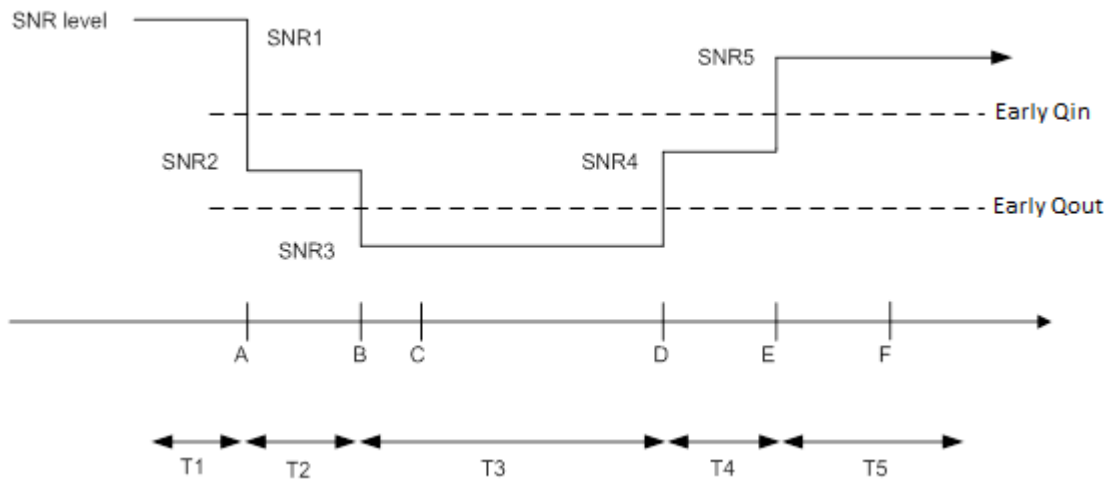 SNR level
SNR1
SNR5
Early Qin
SNR2
SNR4
Early Qout
SNR3
A B C D E F
T1 T2 T3 T4 T5